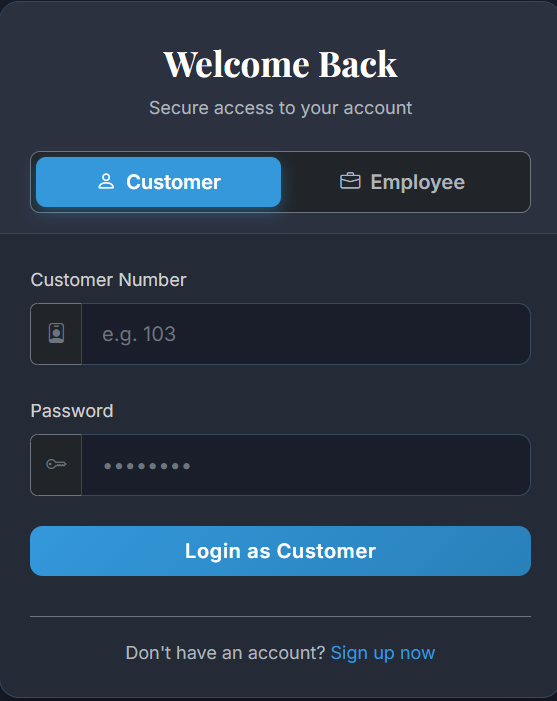 Welcome Back
Secure access to your account
Customer Employee
Customer Number
e.g. 103
Password
••••••••
Login as Customer
Don't have an account? Sign up now